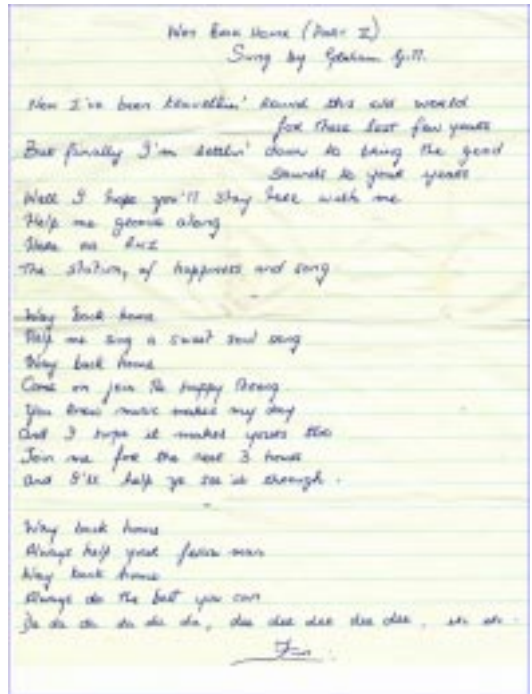 Way Back Home (Part II)
Sung by Graham Gill.
Now I've been travellin' round this old world
for these last few years
But finally I'm settlin' down to bring the good
sounds to your years
Well I hope you'll stay here with me
Help me groove along
Here on RNI
The station, of happiness and song
Way back home
Help me sing a sweet soul song
Way back home
Come on join the happy throng
You know music makes my day
And I hope it makes yours too
Join me for the next 3 hours
And I'll help ya see it through.
Way back home
Always help your fellow man
Way back home
Always do the best you can
Da da da da da da, dee dee dee dee dee, uh uh.